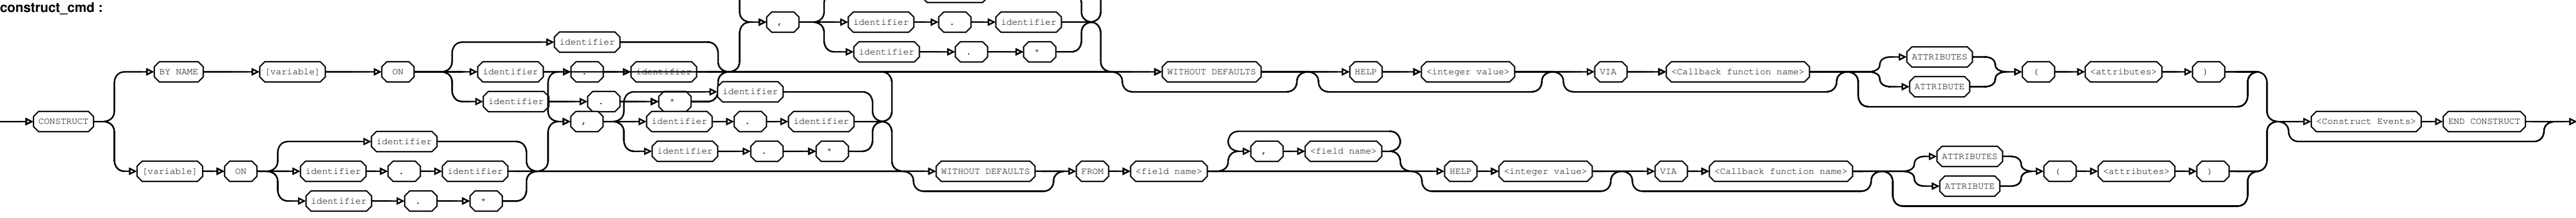 construct_cmd :
, identifier . identifier
identifier . *
identifier
BY NAME [variable] ON identifier . identifier WITHOUT DEFAULTS HELP <integer value> VIA <Callback function name> ATTRIBUTES ( <attributes> )
ATTRIBUTE
identifier . * identifier
CONSTRUCT , identifier . identifier <Construct Events> END CONSTRUCT
identifier identifier . * , <field name>
[variable] ON identifier . identifier WITHOUT DEFAULTS FROM <field name> HELP <integer value> VIA <Callback function name> ATTRIBUTES ( <attributes> )
ATTRIBUTE
identifier . *